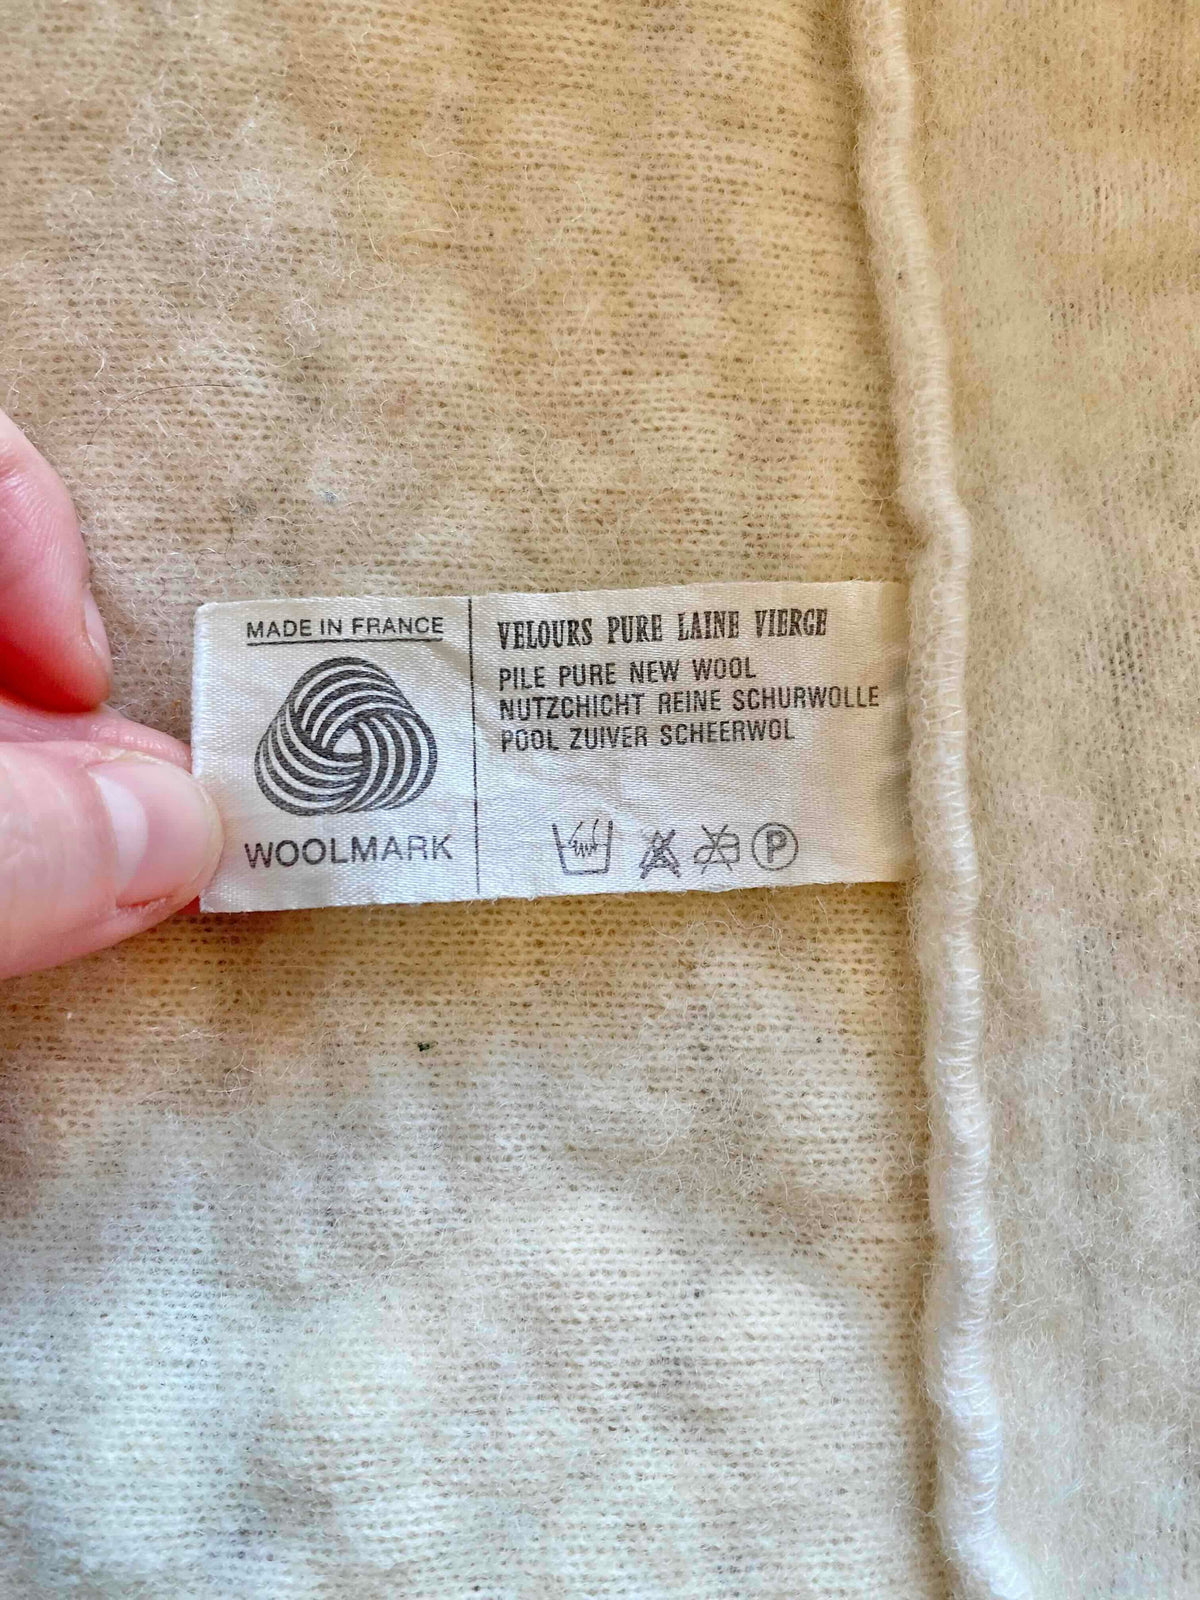 MADE IN FRANCE
WOOLMARK
VELOURS PURE LAINE VIERGE
PILE PURE NEW WOOL
NUTZCHICHT REINE SCHURWOLLE
POOL ZUIVER SCHEERWOL
P